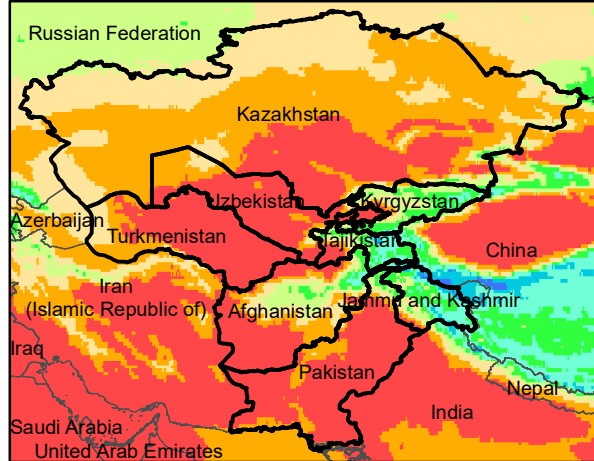 Russian Federation
Kazakhstan
Izbekistan
Kyrgyzstan
Azerbaijan
Turkmenistan
Tajikistan
China
Iran
(Islamic Republic of)
Afghanistan
Jammu and Kashmir
Iraq
Pakistan
Nepal
India
Saudi Arabia
United Arab Emirates